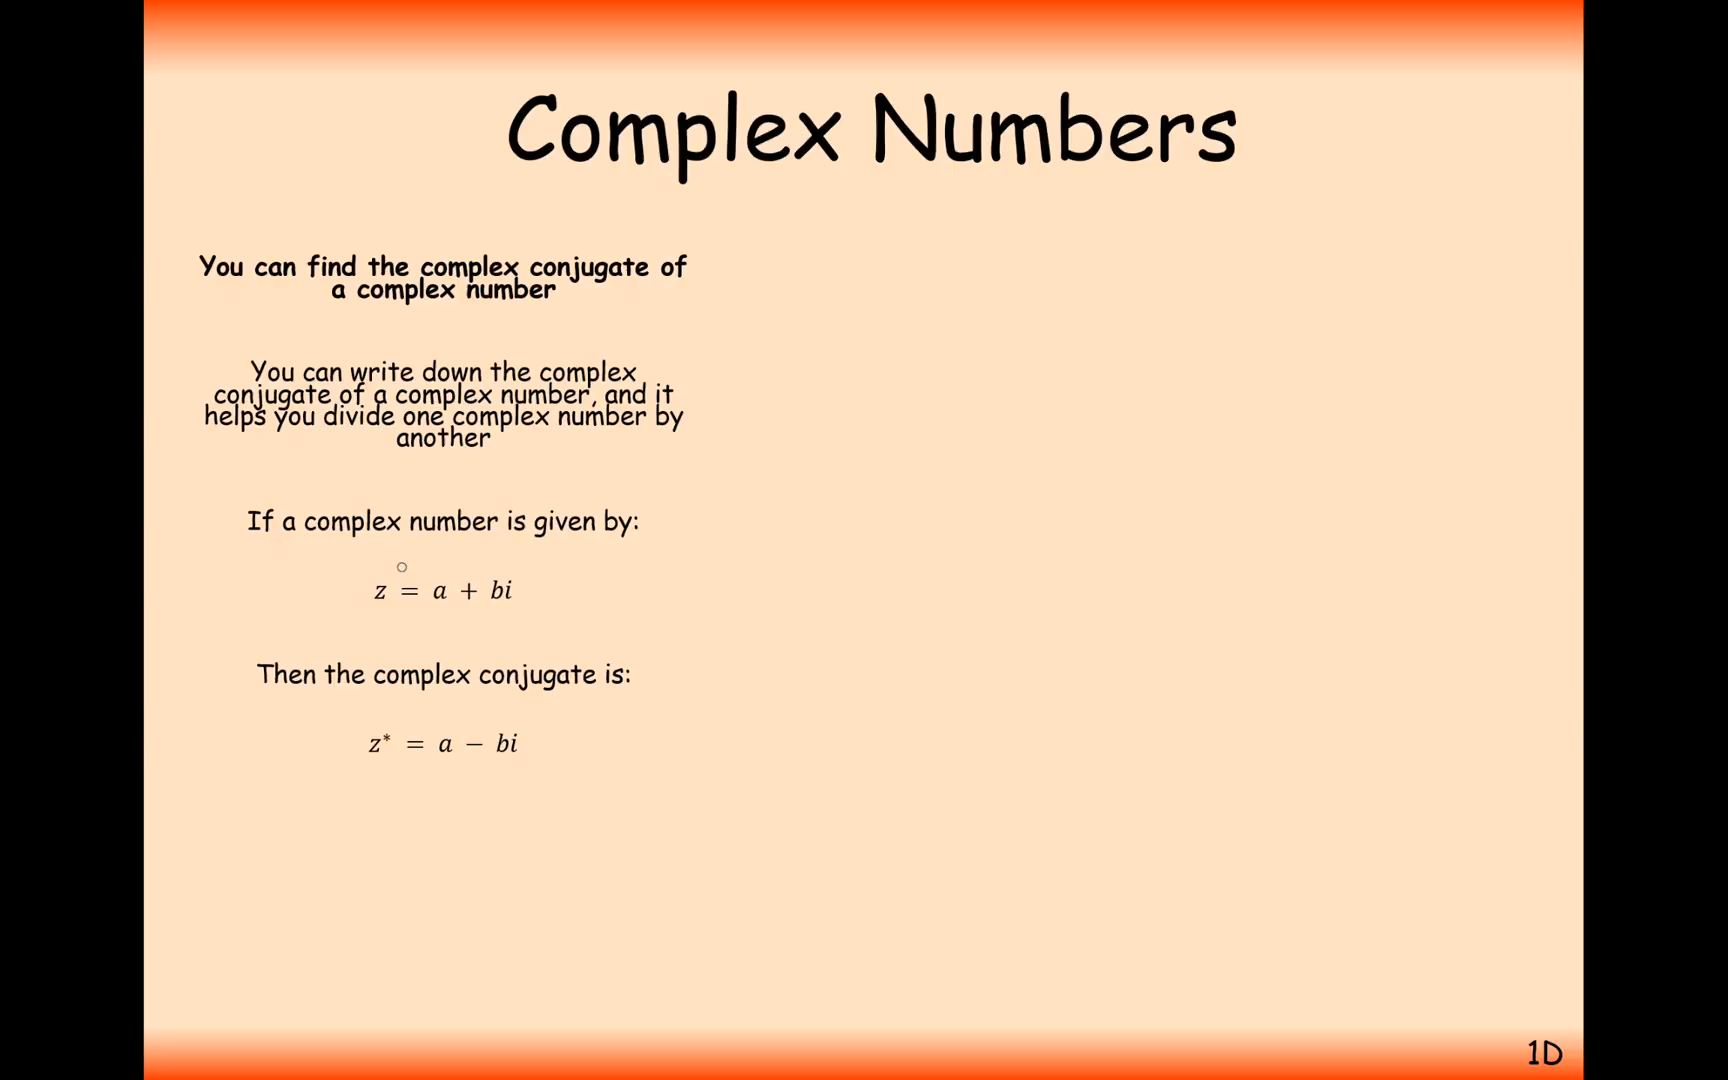 Complex Numbers
You can find the complex conjugate of
a complex number
You can write down the complex
conjugate of a complex number, and it
helps you divide one complex number by
another
If a complex number is given by:
z = a + bi
Then the complex conjugate is:
z* = a − bi
1D